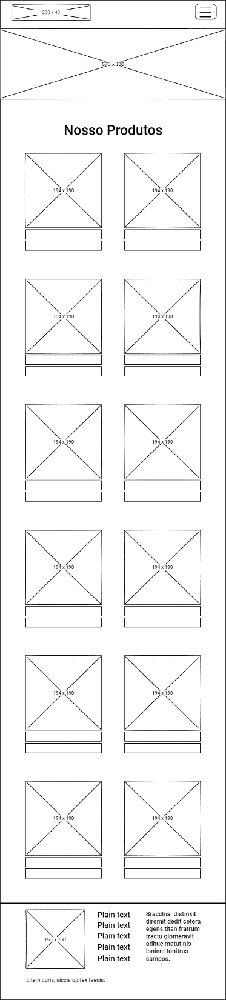 200 x 40
576 x 180
Nosso Produtos
194 x 190
194 x 190
194 x 190
194 x 190
194 x 190
194 x 190
194 x 190
194 x 190
194 x 190
194 x 190
194 x 190
194 x 190
150 x 150
Plain text
Plain text
Plain text
Plain text
Plain text
Bracchia distinxit
diremit dedit cetera
egens titan fratrum
tractu glomeravit
adhuc matutinis
lanient tonitrua
campos.
Litem duris, siccis opifex faecis.